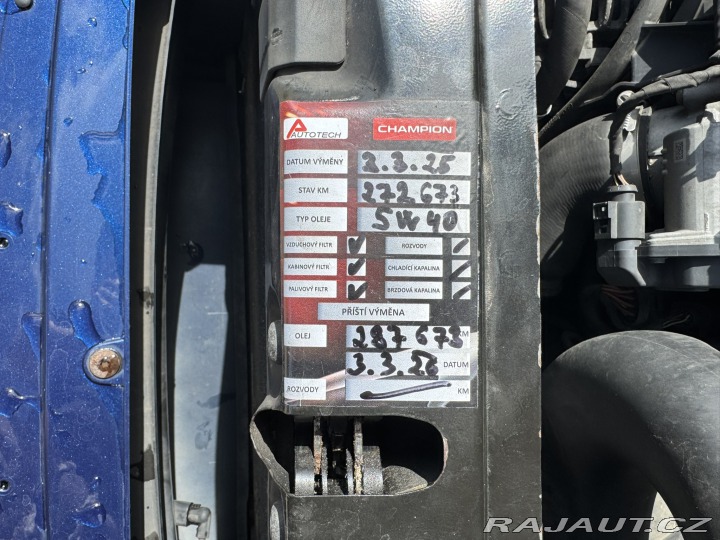 AUTOTECH CHAMPION
DATUM VÝMĚNY 2.3.25
STAV KM 272 673
TYP OLEJE 5W40
VZDUCHOVÝ FILTR ROZVODY
KABINOVÝ FILTR CHLADÍCÍ KAPALINA
PALIVOVÝ FILTR BRZDOVÁ KAPALINA
PŘÍŠTÍ VÝMĚNA
OLEJ 287 673 KM
3.3.26 DATUM
ROZVODY KM
RAJAUT.CZ